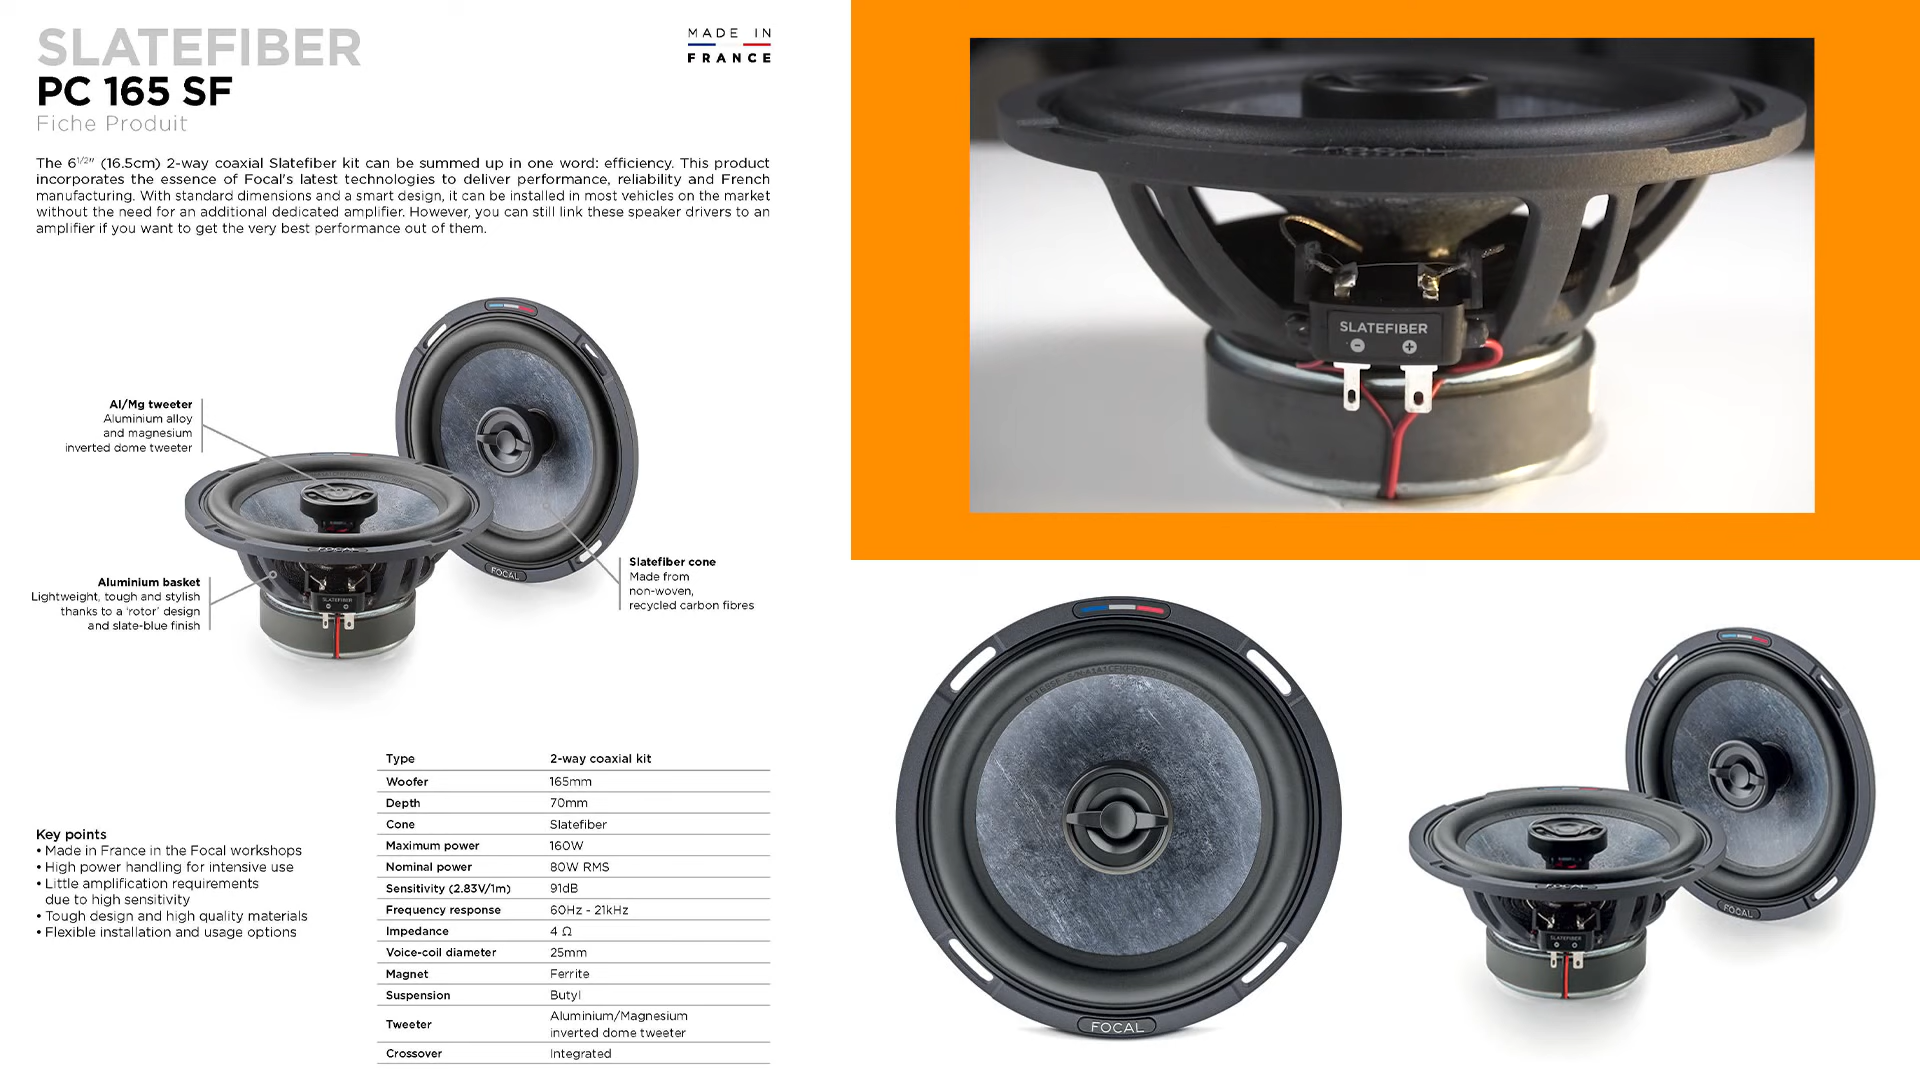 SLATEFIBER
PC 165 SF
Fiche Produit
MADE IN
FRANCE
The 6 1/2" (16.5cm) 2-way coaxial Slatefiber kit can be summed up in one word: efficiency. This product
incorporates the essence of Focal's latest technologies to deliver performance, reliability and French
manufacturing. With standard dimensions and a smart design, it can be installed in most vehicles on the market
without the need for an additional dedicated amplifier. However, you can still link these speaker drivers to an
amplifier if you want to get the very best performance out of them.
Al/Mg tweeter
Aluminium alloy
and magnesium
inverted dome tweeter
Aluminium basket
Lightweight, tough and stylish
thanks to a 'rotor' design
and slate-blue finish
Slatefiber cone
Made from
non-woven,
recycled carbon fibres
FOCAL
FOCAL
SLATEFIBER
Key points
• Made in France in the Focal workshops
• High power handling for intensive use
• Little amplification requirements
due to high sensitivity
• Tough design and high quality materials
• Flexible installation and usage options
Type 2-way coaxial kit
Woofer 165mm
Depth 70mm
Cone Slatefiber
Maximum power 160W
Nominal power 80W RMS
Sensitivity (2.83V/1m) 91dB
Frequency response 60Hz - 21kHz
Impedance 4 Ω
Voice-coil diameter 25mm
Magnet Ferrite
Suspension Butyl
Tweeter Aluminium/Magnesium
inverted dome tweeter
Crossover Integrated
FOCAL
SLATEFIBER
- +
FOCAL
FOCAL
FOCAL
SLATEFIBER